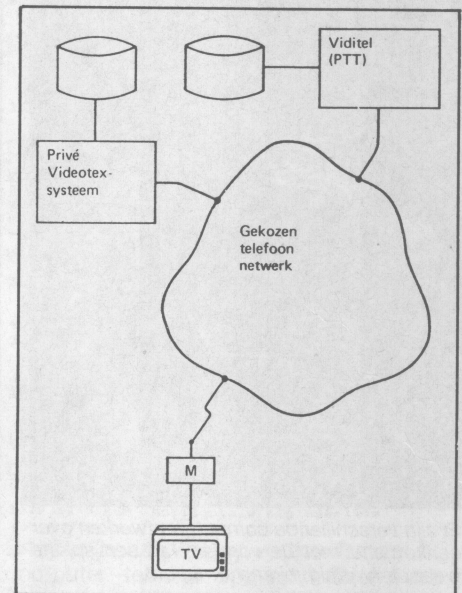 Viditel
(PTT)
Privé
Videotex-
systeem
Gekozen
telefoon
netwerk
M
TV